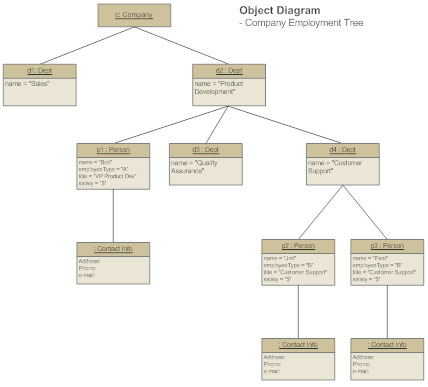 c: Company
Object Diagram
- Company Employment Tree
d1: Dept
name = "Sales"
d2 : Dept
name = "Product
Development"
p1 : Person
name = "Bob"
employeeType = "A"
title = "VP Product Dev"
salary = "$"
d3 : Dept
name = "Quality
Assurance"
d4 : Dept
name = "Customer
Support"
: Contact Info
Address:
Phone:
e-mail:
p2 : Person
name = "Jim"
employeeType = "B"
title = "Customer Support"
salary = "$"
p3 : Person
name = "Pam"
employeeType = "B"
title = "Customer Support"
salary = "$"
: Contact Info
Address:
Phone:
e-mail:
: Contact Info
Address:
Phone:
e-mail: